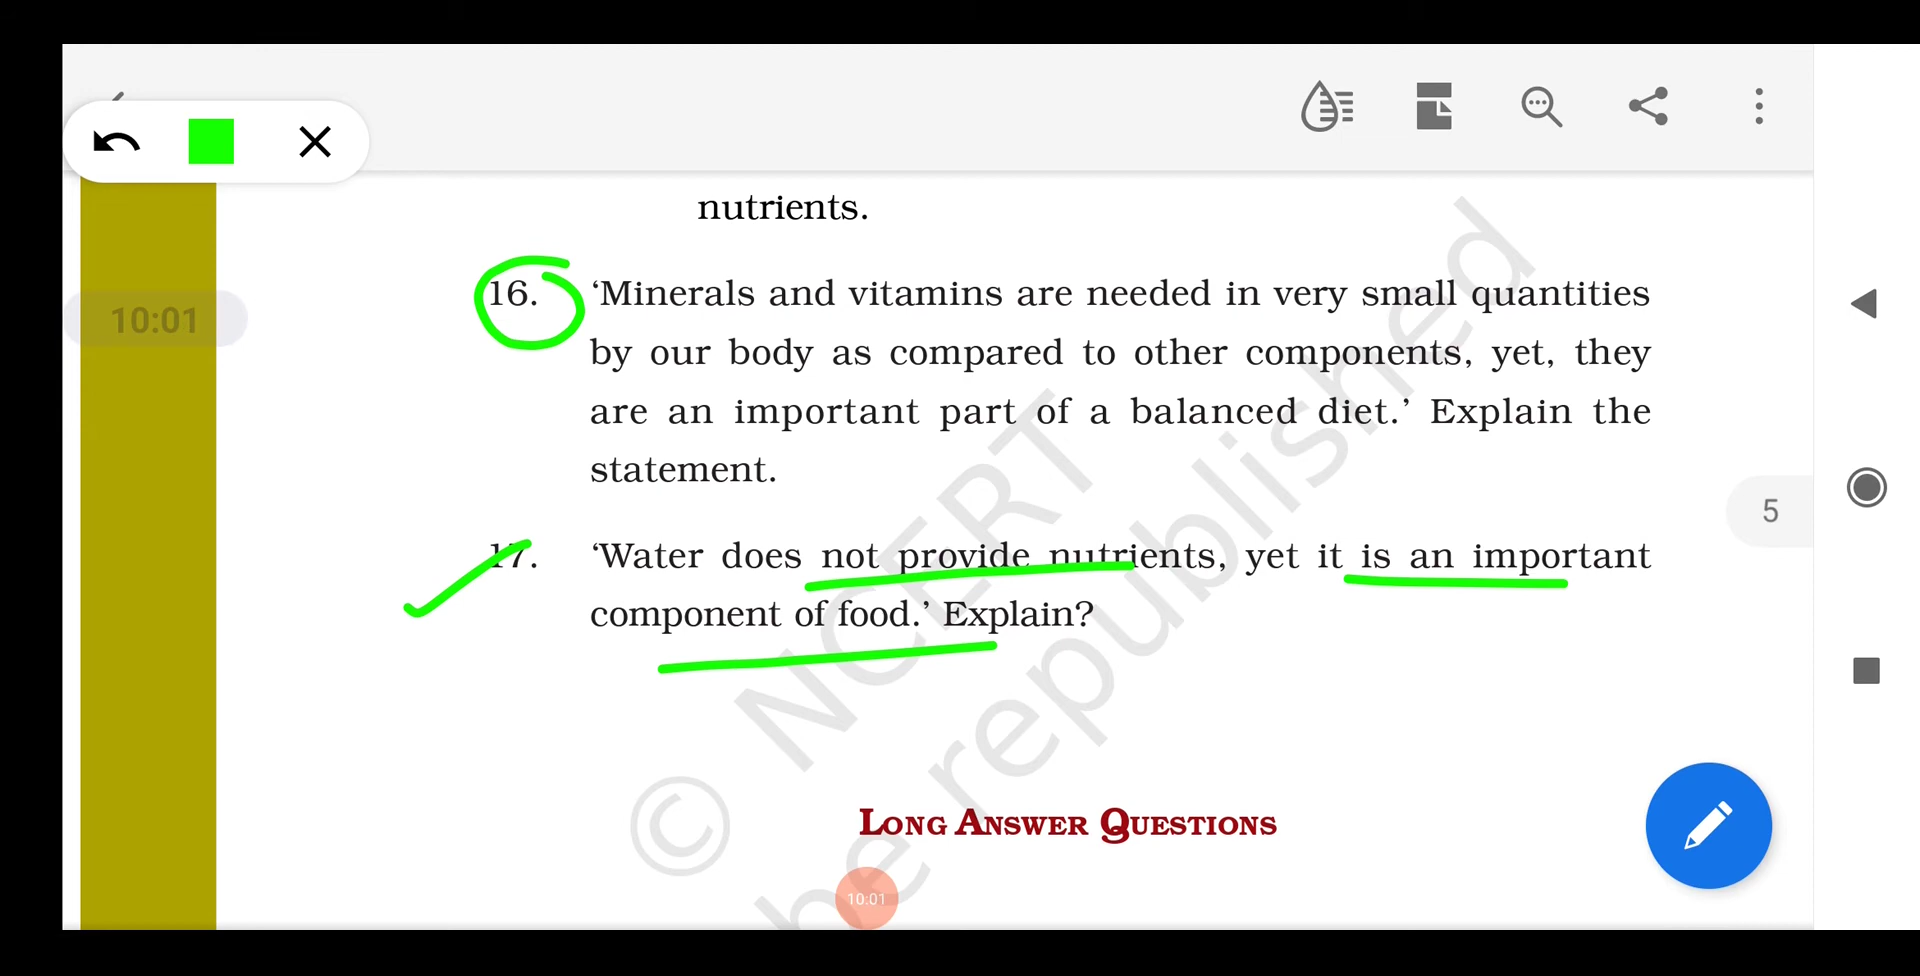 nutrients.
16. ‘Minerals and vitamins are needed in very small quantities
by our body as compared to other components, yet, they
are an important part of a balanced diet.’ Explain the
statement.
10:01
5
17. ‘Water does not provide nutrients, yet it is an important
component of food.’ Explain?
© NCERT
be republished
LONG ANSWER QUESTIONS
10:01